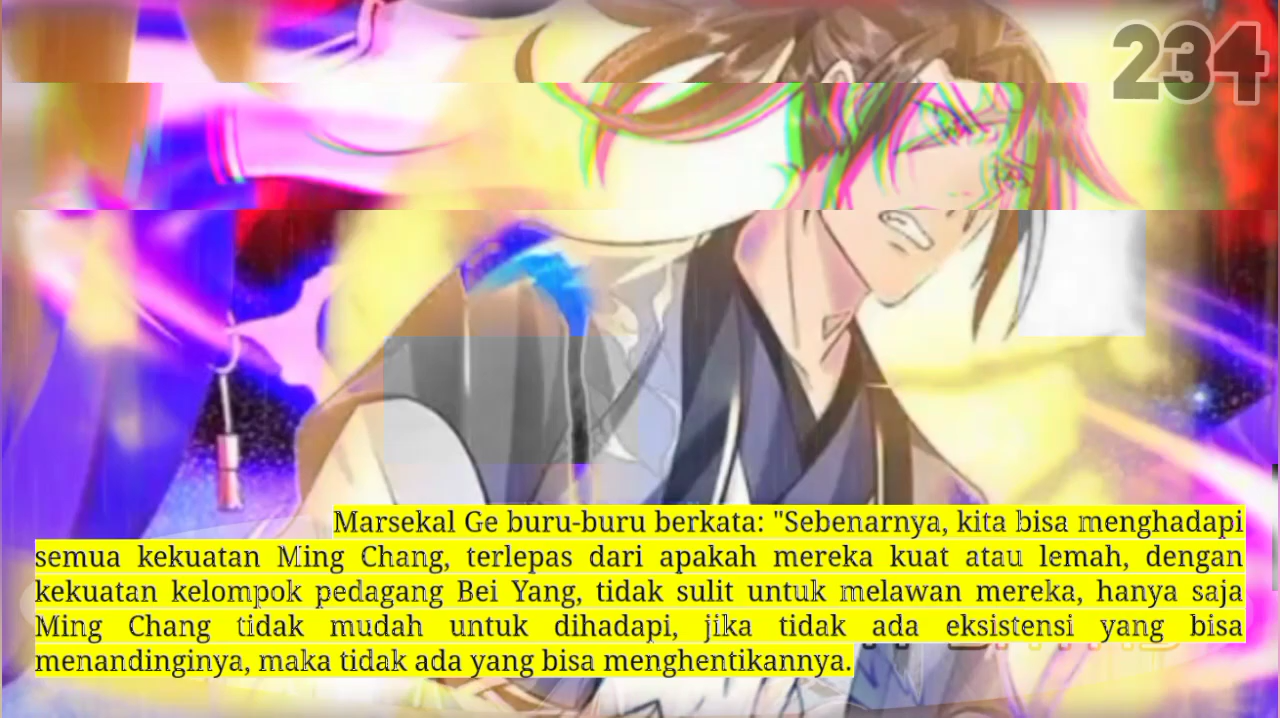 234
Marsekal Ge buru-buru berkata: "Sebenarnya, kita bisa menghadapi
semua kekuatan Ming Chang, terlepas dari apakah mereka kuat atau lemah, dengan
kekuatan kelompok pedagang Bei Yang, tidak sulit untuk melawan mereka, hanya saja
Ming Chang tidak mudah untuk dihadapi, jika tidak ada eksistensi yang bisa
menandinginya, maka tidak ada yang bisa menghentikannya.